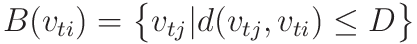 B(v_{ti}) = \{v_{tj} | d(v_{tj}, v_{ti}) \leq D\}